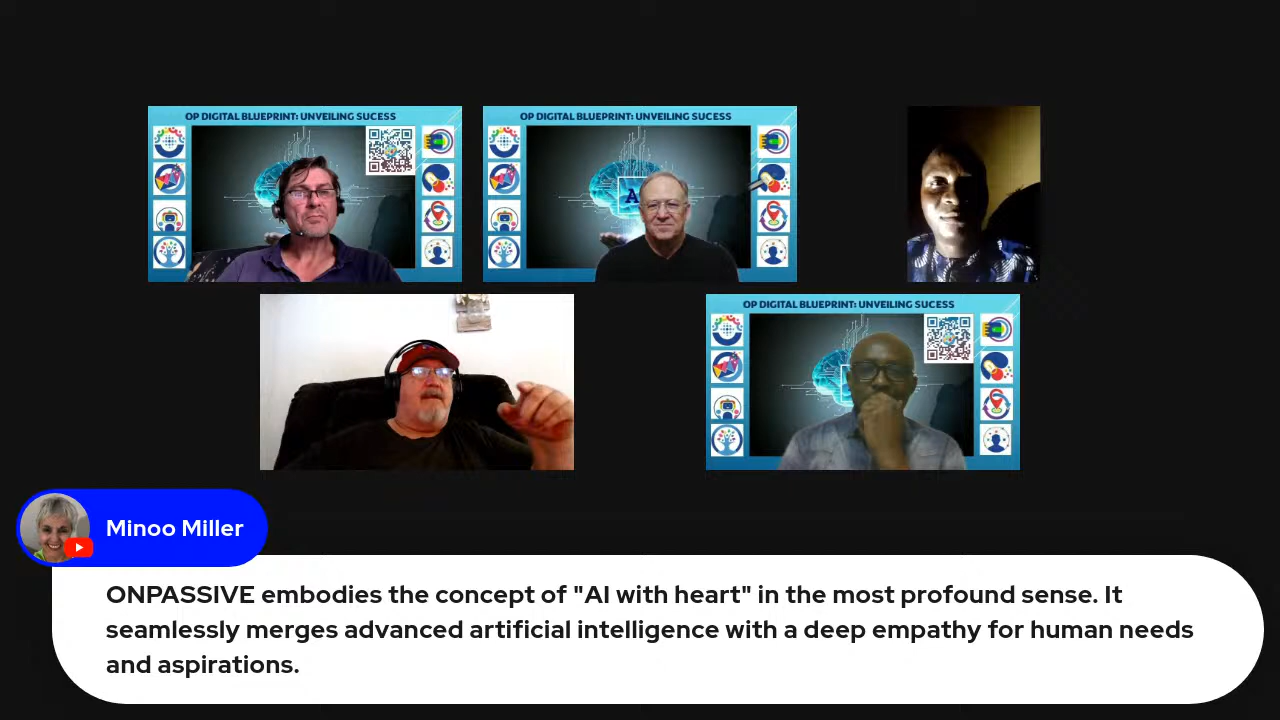 OP DIGITAL BLUEPRINT: UNVEILING SUCESS
OP DIGITAL BLUEPRINT: UNVEILING SUCESS
A
OP DIGITAL BLUEPRINT: UNVEILING SUCESS
Minoo Miller
ONPASSIVE embodies the concept of "AI with heart" in the most profound sense. It
seamlessly merges advanced artificial intelligence with a deep empathy for human needs
and aspirations.